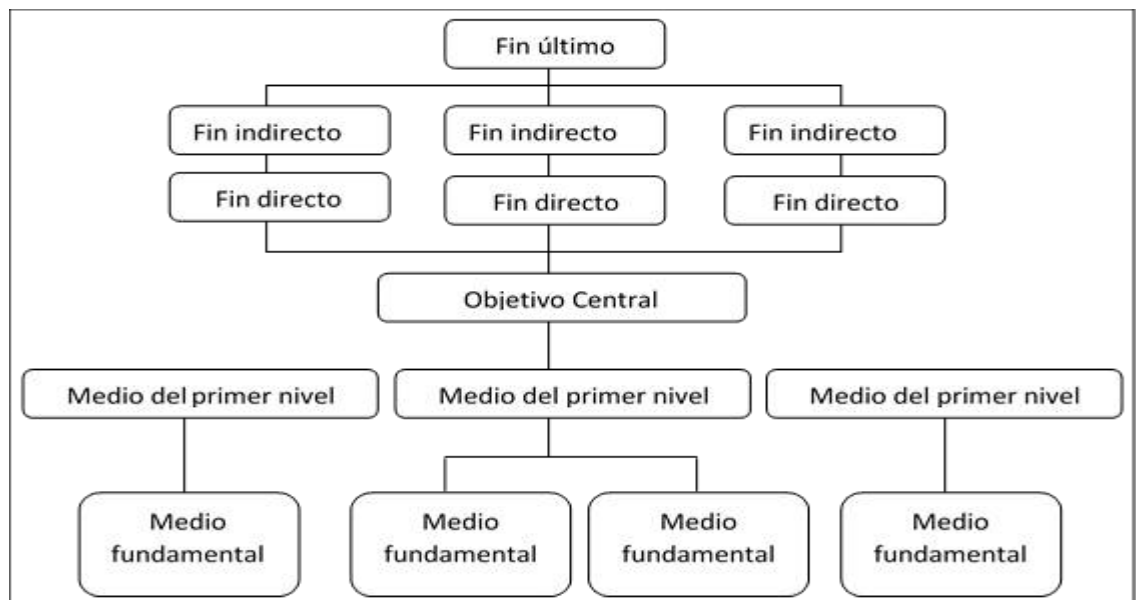 Fin último
Fin indirecto
Fin indirecto
Fin indirecto
Fin directo
Fin directo
Fin directo
Objetivo Central
Medio del primer nivel
Medio del primer nivel
Medio del primer nivel
Medio
fundamental
Medio
fundamental
Medio
fundamental
Medio
fundamental